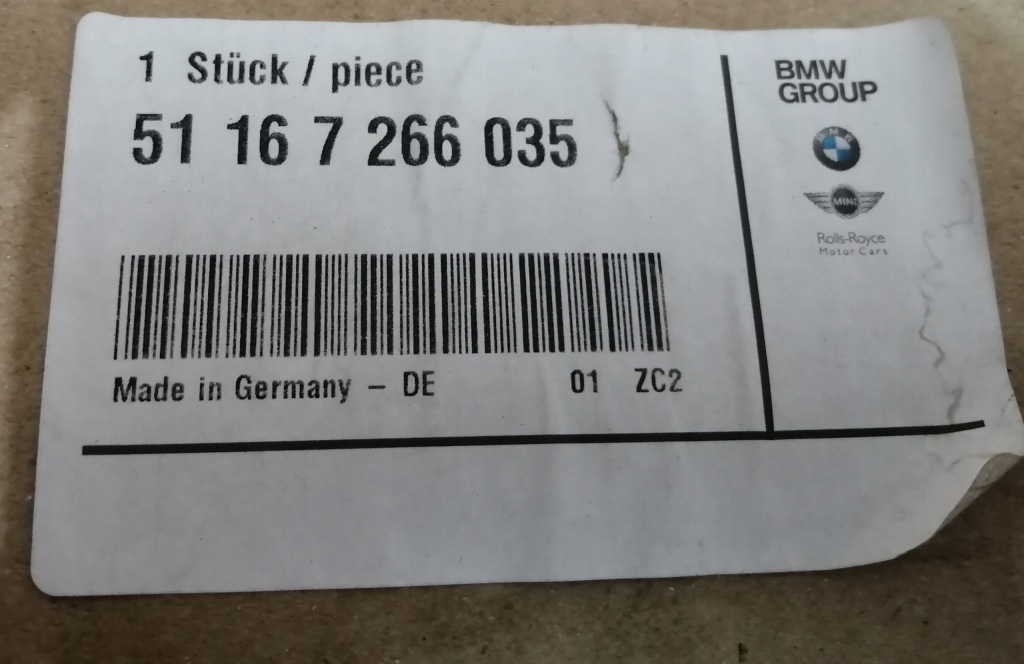 1 Stück / piece
51 16 7 266 035
Made in Germany – DE 01 ZC2
BMW
GROUP
BMW
MINI
Rolls-Royce
Motor Cars